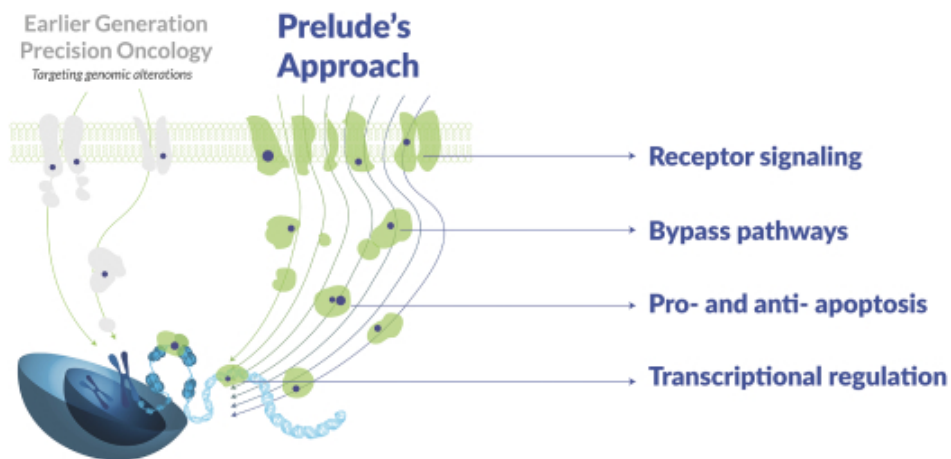 Earlier Generation
Precision Oncology
Targeting genomic alterations
Prelude's
Approach
Receptor signaling
Bypass pathways
Pro- and anti- apoptosis
Transcriptional regulation